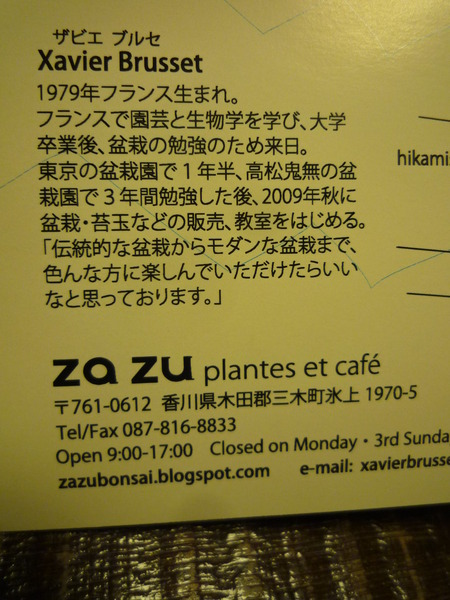 ザビエ ブルセ
Xavier Brusset
1979年フランス生まれ。
フランスで園芸と生物学を学び、大学
卒業後、盆栽の勉強のため来日。
東京の盆栽園で1年半、高松鬼無の盆
栽園で3年間勉強した後、2009年秋に
盆栽・苔玉などの販売、教室をはじめる。
「伝統的な盆栽からモダンな盆栽まで、
色んな方に楽しんでいただけたらいい
なと思っております。」
hikami
za zu plantes et café
〒761-0612 香川県木田郡三木町氷上 1970-5
Tel/Fax 087-816-8833
Open 9:00-17:00 Closed on Monday・3rd Sunda
zazubonsai.blogspot.com e-mail: xavierbrusse